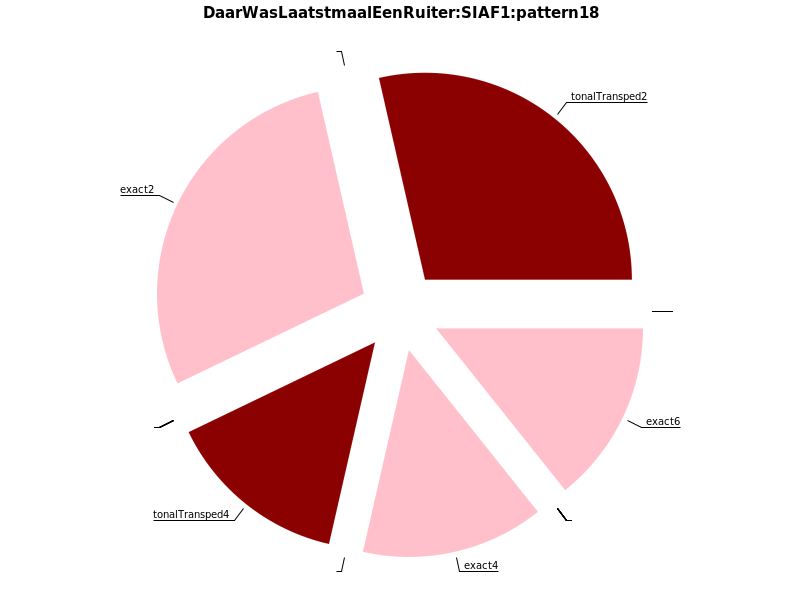 DaarWasLaatstmaalEenRuiter:SIAF1:pattern18
tonalTransped2
exact2
exact6
tonalTransped4
exact4